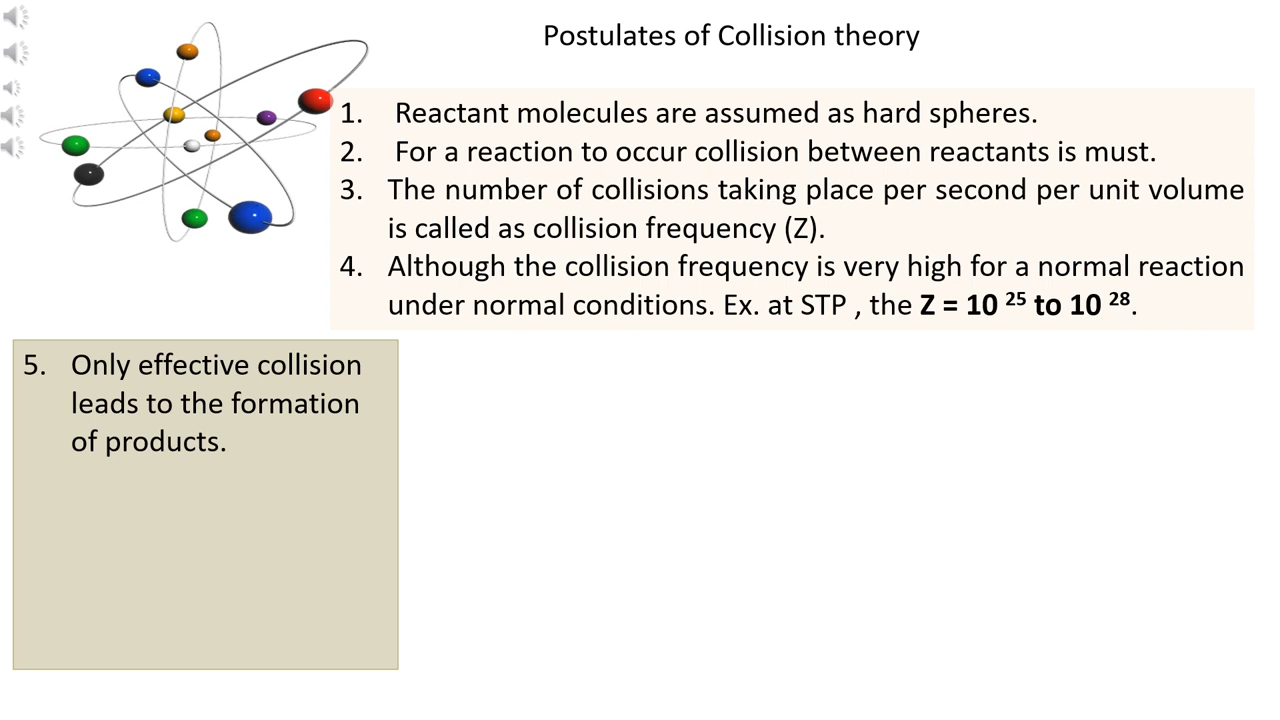 Postulates of Collision theory
1. Reactant molecules are assumed as hard spheres.
2. For a reaction to occur collision between reactants is must.
3. The number of collisions taking place per second per unit volume
is called as collision frequency (Z).
4. Although the collision frequency is very high for a normal reaction
under normal conditions. Ex. at STP , the Z = 10 ²⁵ to 10 ²⁸.
5. Only effective collision
leads to the formation
of products.